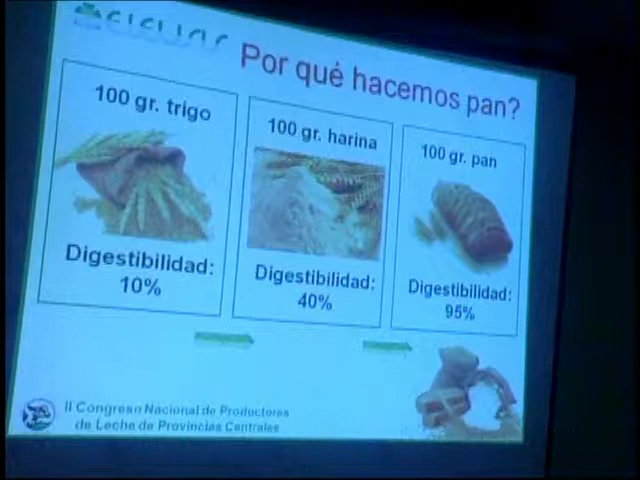 Por qué hacemos pan?
100 gr. trigo
Digestibilidad:
10%
100 gr. harina
Digestibilidad:
40%
100 gr. pan
Digestibilidad:
95%
II Congreso Nacional de Productores
de Leche de Provincias Centrales